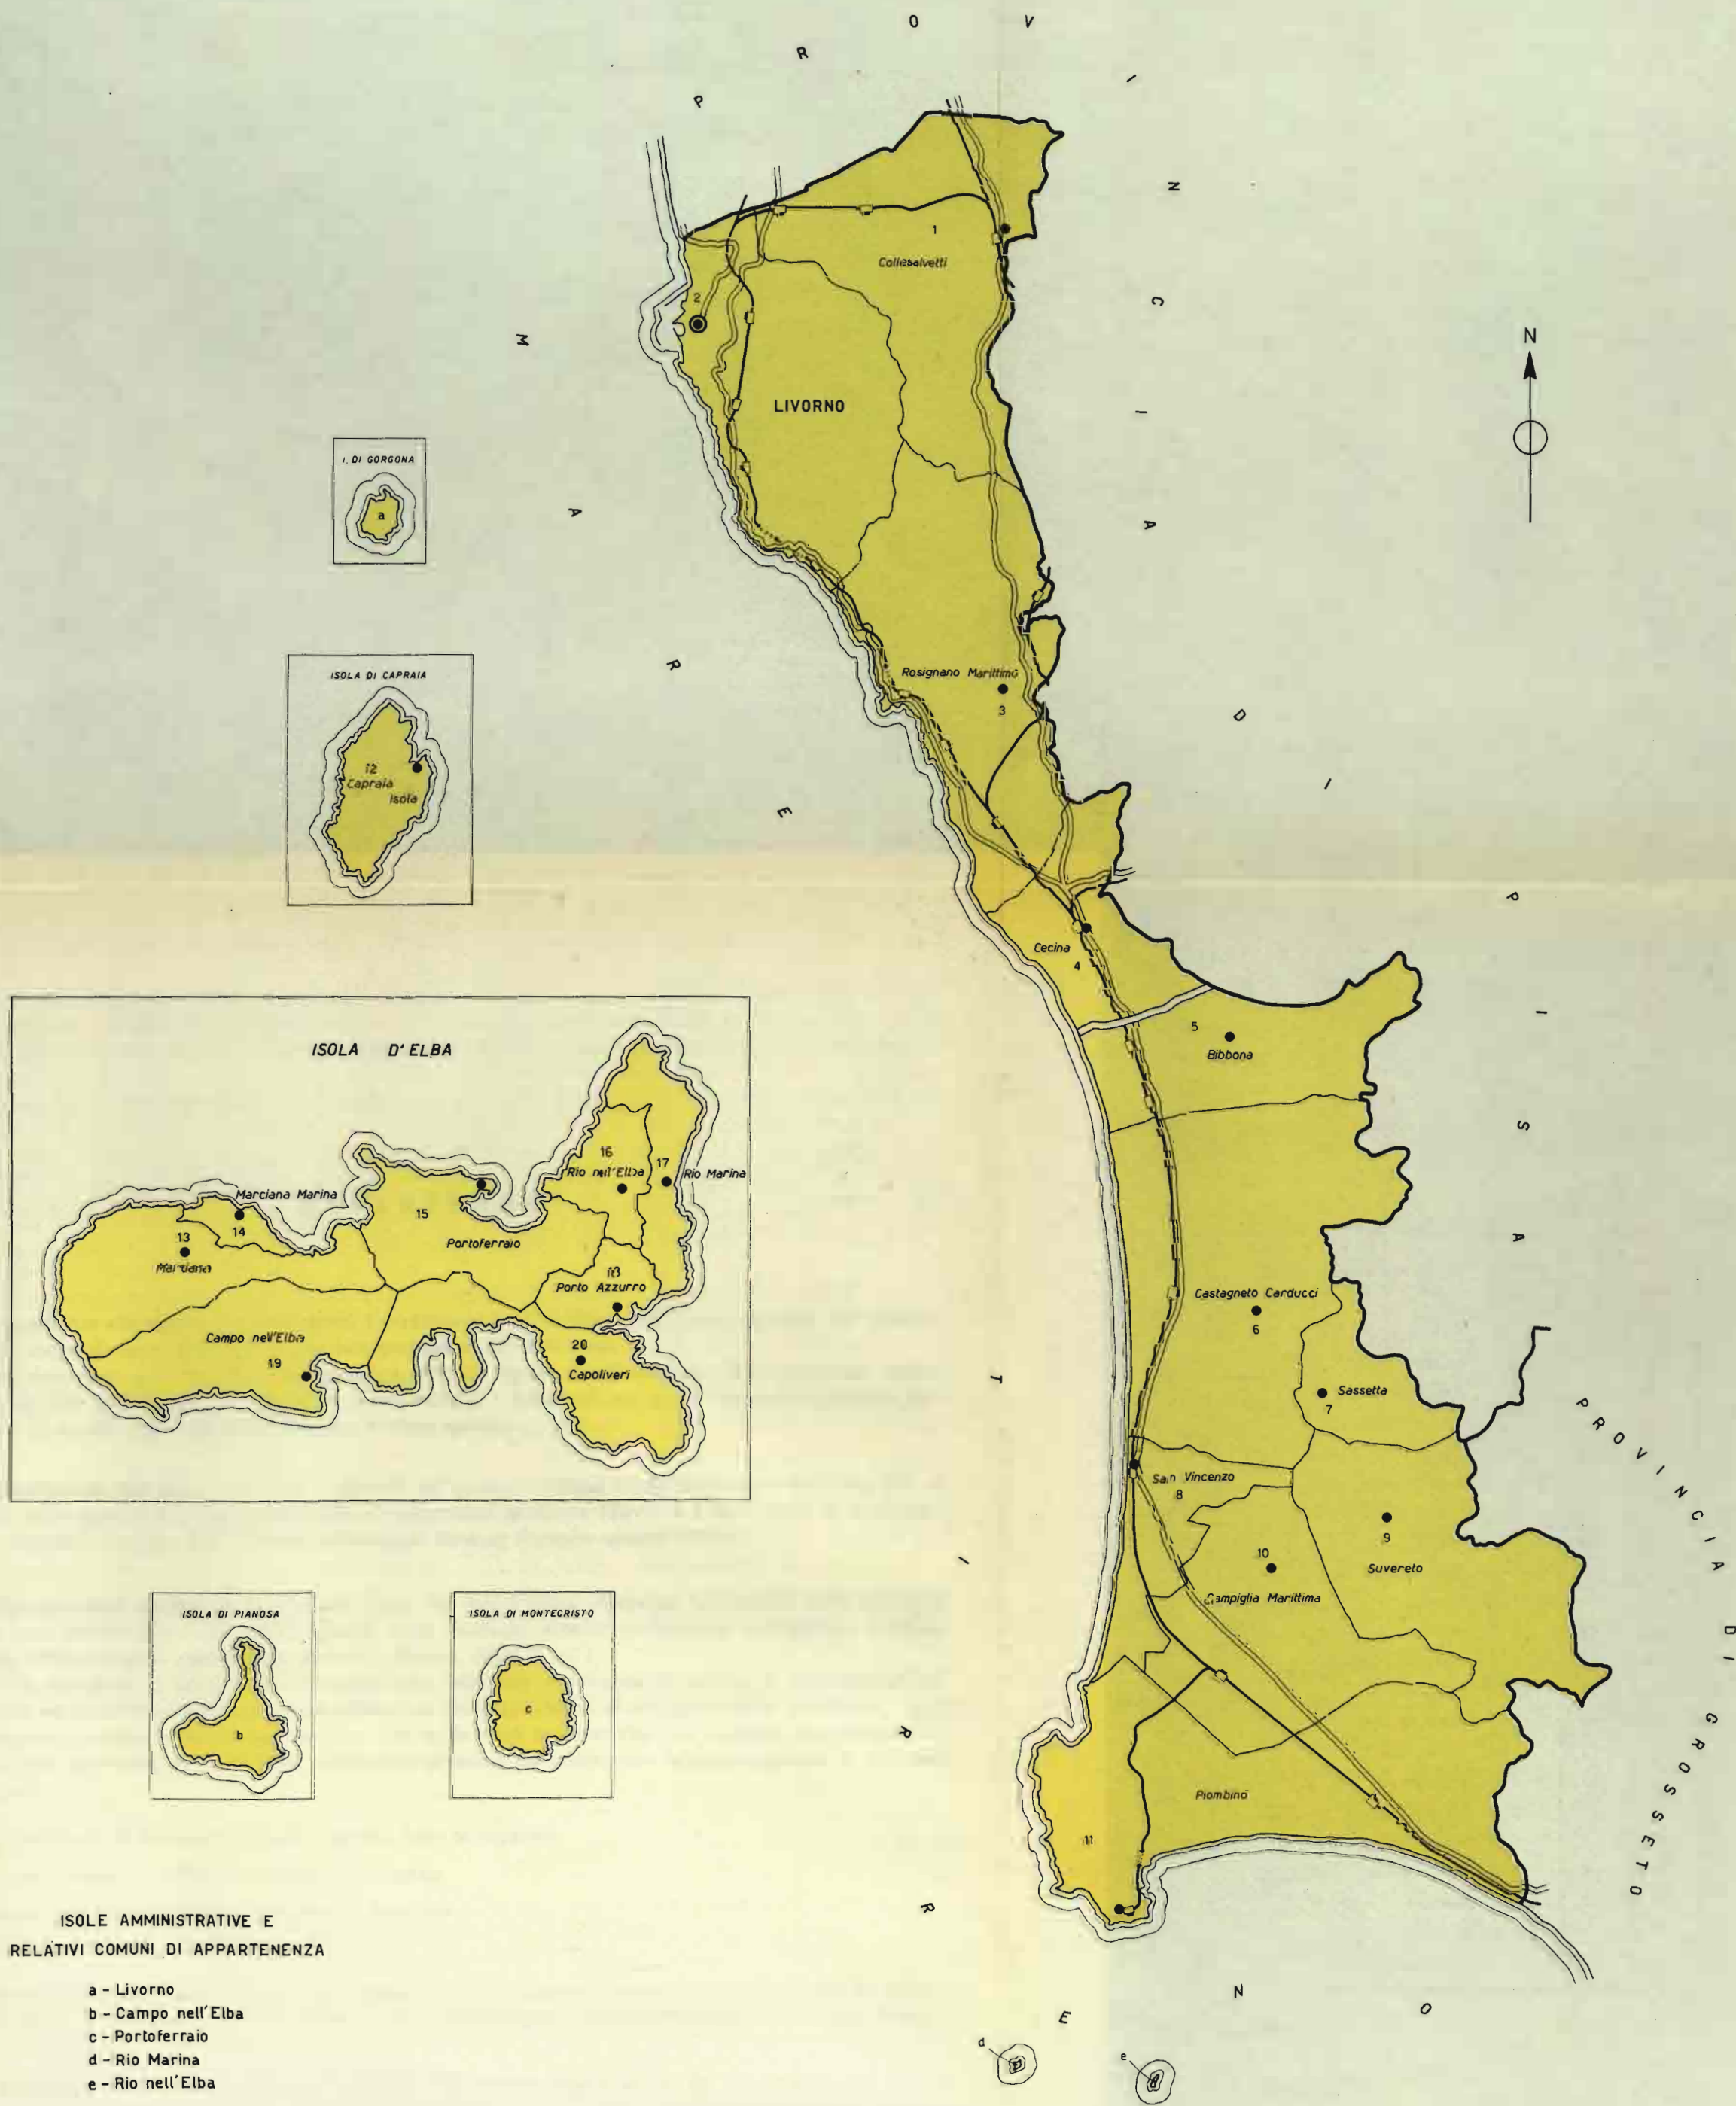 PROVINCIA DI PISA
1
Collesalvetti
2
LIVORNO
N
MAR TIRRENO
I. DI GORGONA
a
ISOLA DI CAPRAIA
12
Capraia
Isola
Rosignano Marittimo
3
Cecina
4
5
Bibbona
ISOLA D'ELBA
16
Rio nell'Elba
17
Rio Marina
Marciana Marina
14
15
Portoferraio
13
Marciana
Porto Azzurro
Campo nell'Elba
19
20
Capoliveri
Castagneto Carducci
6
Sassetta
7
PROVINCIA DI GROSSETO
San Vincenzo
8
9
Suvereto
10
Campiglia Marittima
ISOLA DI PIANOSA
b
ISOLA DI MONTECRISTO
c
Piombino
11
ISOLE AMMINISTRATIVE E
RELATIVI COMUNI DI APPARTENENZA
a - Livorno
b - Campo nell'Elba
c - Portoferraio
d - Rio Marina
e - Rio nell'Elba
d
e